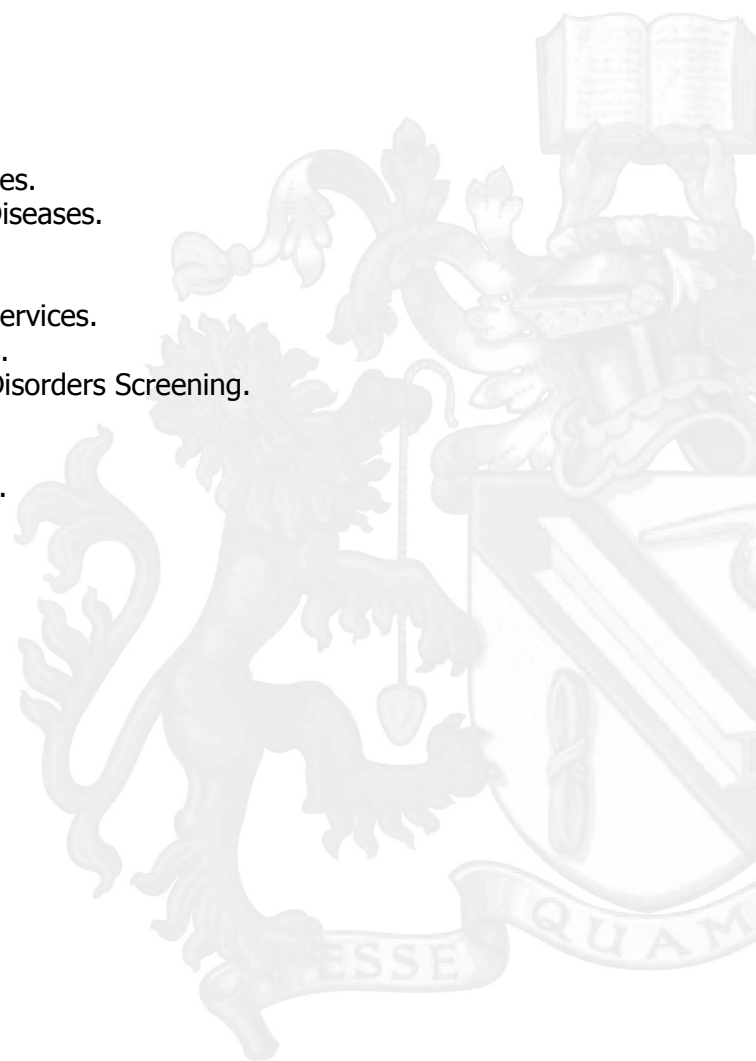 es.
Diseases.
ervices.
.
Disorders Screening.
.
ESSE
QUAM